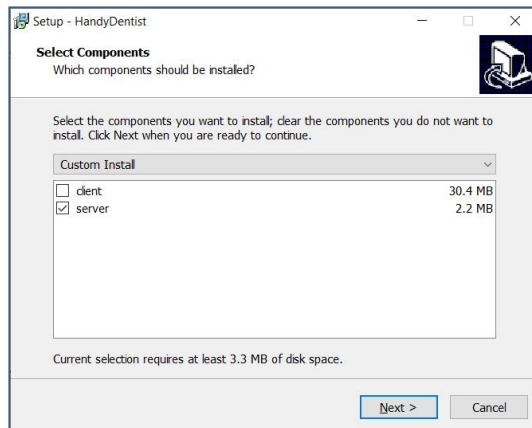 Setup - HandyDentist
Select Components
Which components should be installed?
Select the components you want to install; clear the components you do not want to
install. Click Next when you are ready to continue.
Custom Install
client 30.4 MB
server 2.2 MB
Current selection requires at least 3.3 MB of disk space.
Next > Cancel